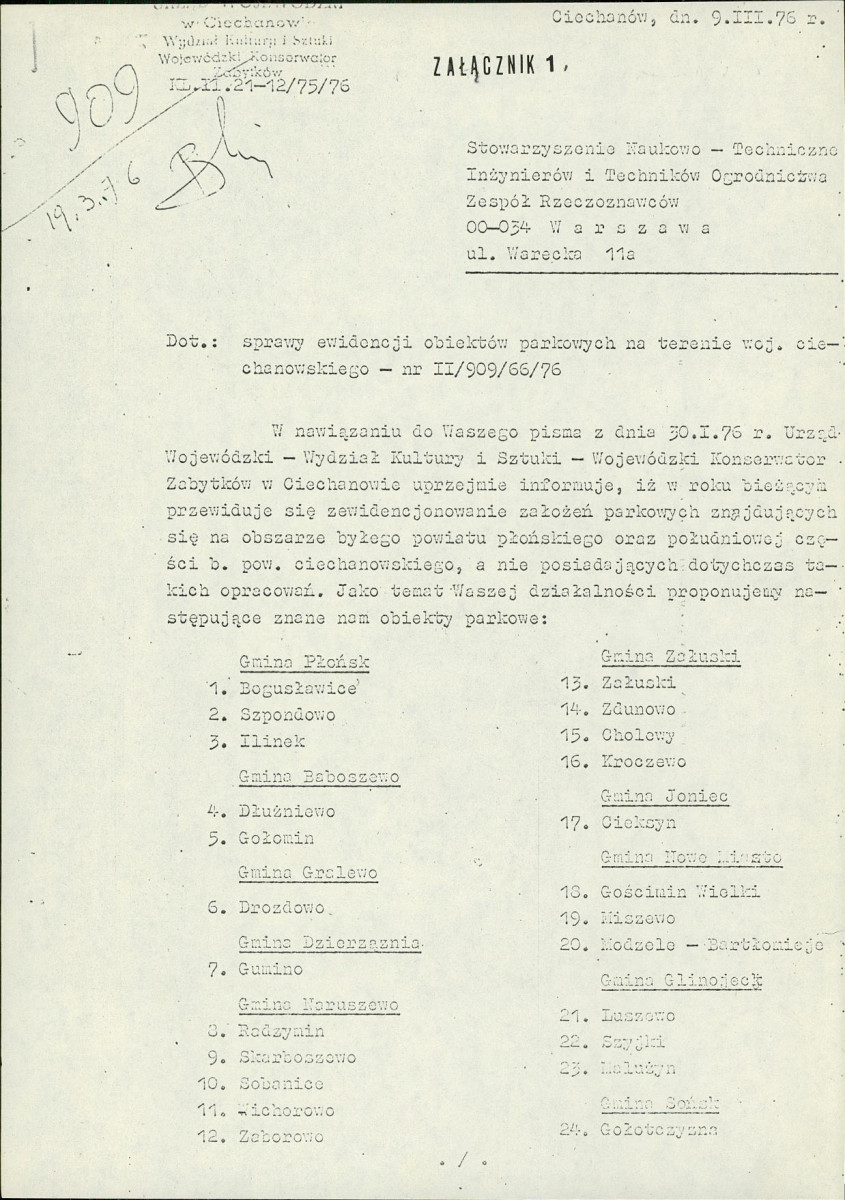 URZĄD WOJEWÓDZKI
w Ciechanowie
Wydział Kultury i Sztuki
Wojewódzki Konserwator
Zabytków
KL.II.21-12/75/76
Ciechanów, dn. 9.III.76 r.
ZAŁĄCZNIK 1.
909
19.3.76
Stowarzyszenie Naukowo - Techniczne
Inżynierów i Techników Ogrodnictwa
Zespół Rzeczoznawców
00-034 W a r s z a w a
ul. Warecka 11a
Dot.: sprawy ewidencji obiektów parkowych na terenie woj. cie-
chanowskiego - nr II/909/66/76
W nawiązaniu do Waszego pisma z dnia 30.I.76 r. Urząd
Wojewódzki - Wydział Kultury i Sztuki - Wojewódzki Konserwator
Zabytków w Ciechanowie uprzejmie informuje, iż w roku bieżącym
przewiduje się zewidencjonowanie założeń parkowych znajdujących
się na obszarze byłego powiatu płońskiego oraz południowej czę-
ści b. pow. ciechanowskiego, a nie posiadających dotychczas ta-
kich opracowań. Jako temat Waszej działalności proponujemy na-
stępujące znane nam obiekty parkowe:
Gmina Płońsk
1. Bogusławice
2. Szpondowo
3. Ilinek
Gmina Baboszewo
4. Dłużniewo
5. Gołomin
Gmina Gralewo
6. Drozdowo
Gmina Dzierzążnia
7. Gumino
Gmina Naruszewo
8. Radzymin
9. Skarboszewo
10. Sobanice
11. Wichorowo
12. Zaborowo
Gmina Załuski
13. Załuski
14. Zdunowo
15. Cholewy
16. Kroczewo
Gmina Joniec
17. Cieksyn
Gmina Nowe Miasto
18. Gościmin Wielki
19. Miszewo
20. Modzele - Bartłomieje
Gmina Glinojeck
21. Luszewo
22. Szyjki
23. Malużyn
Gmina Sońsk
24. Gołotczyzna
. / .